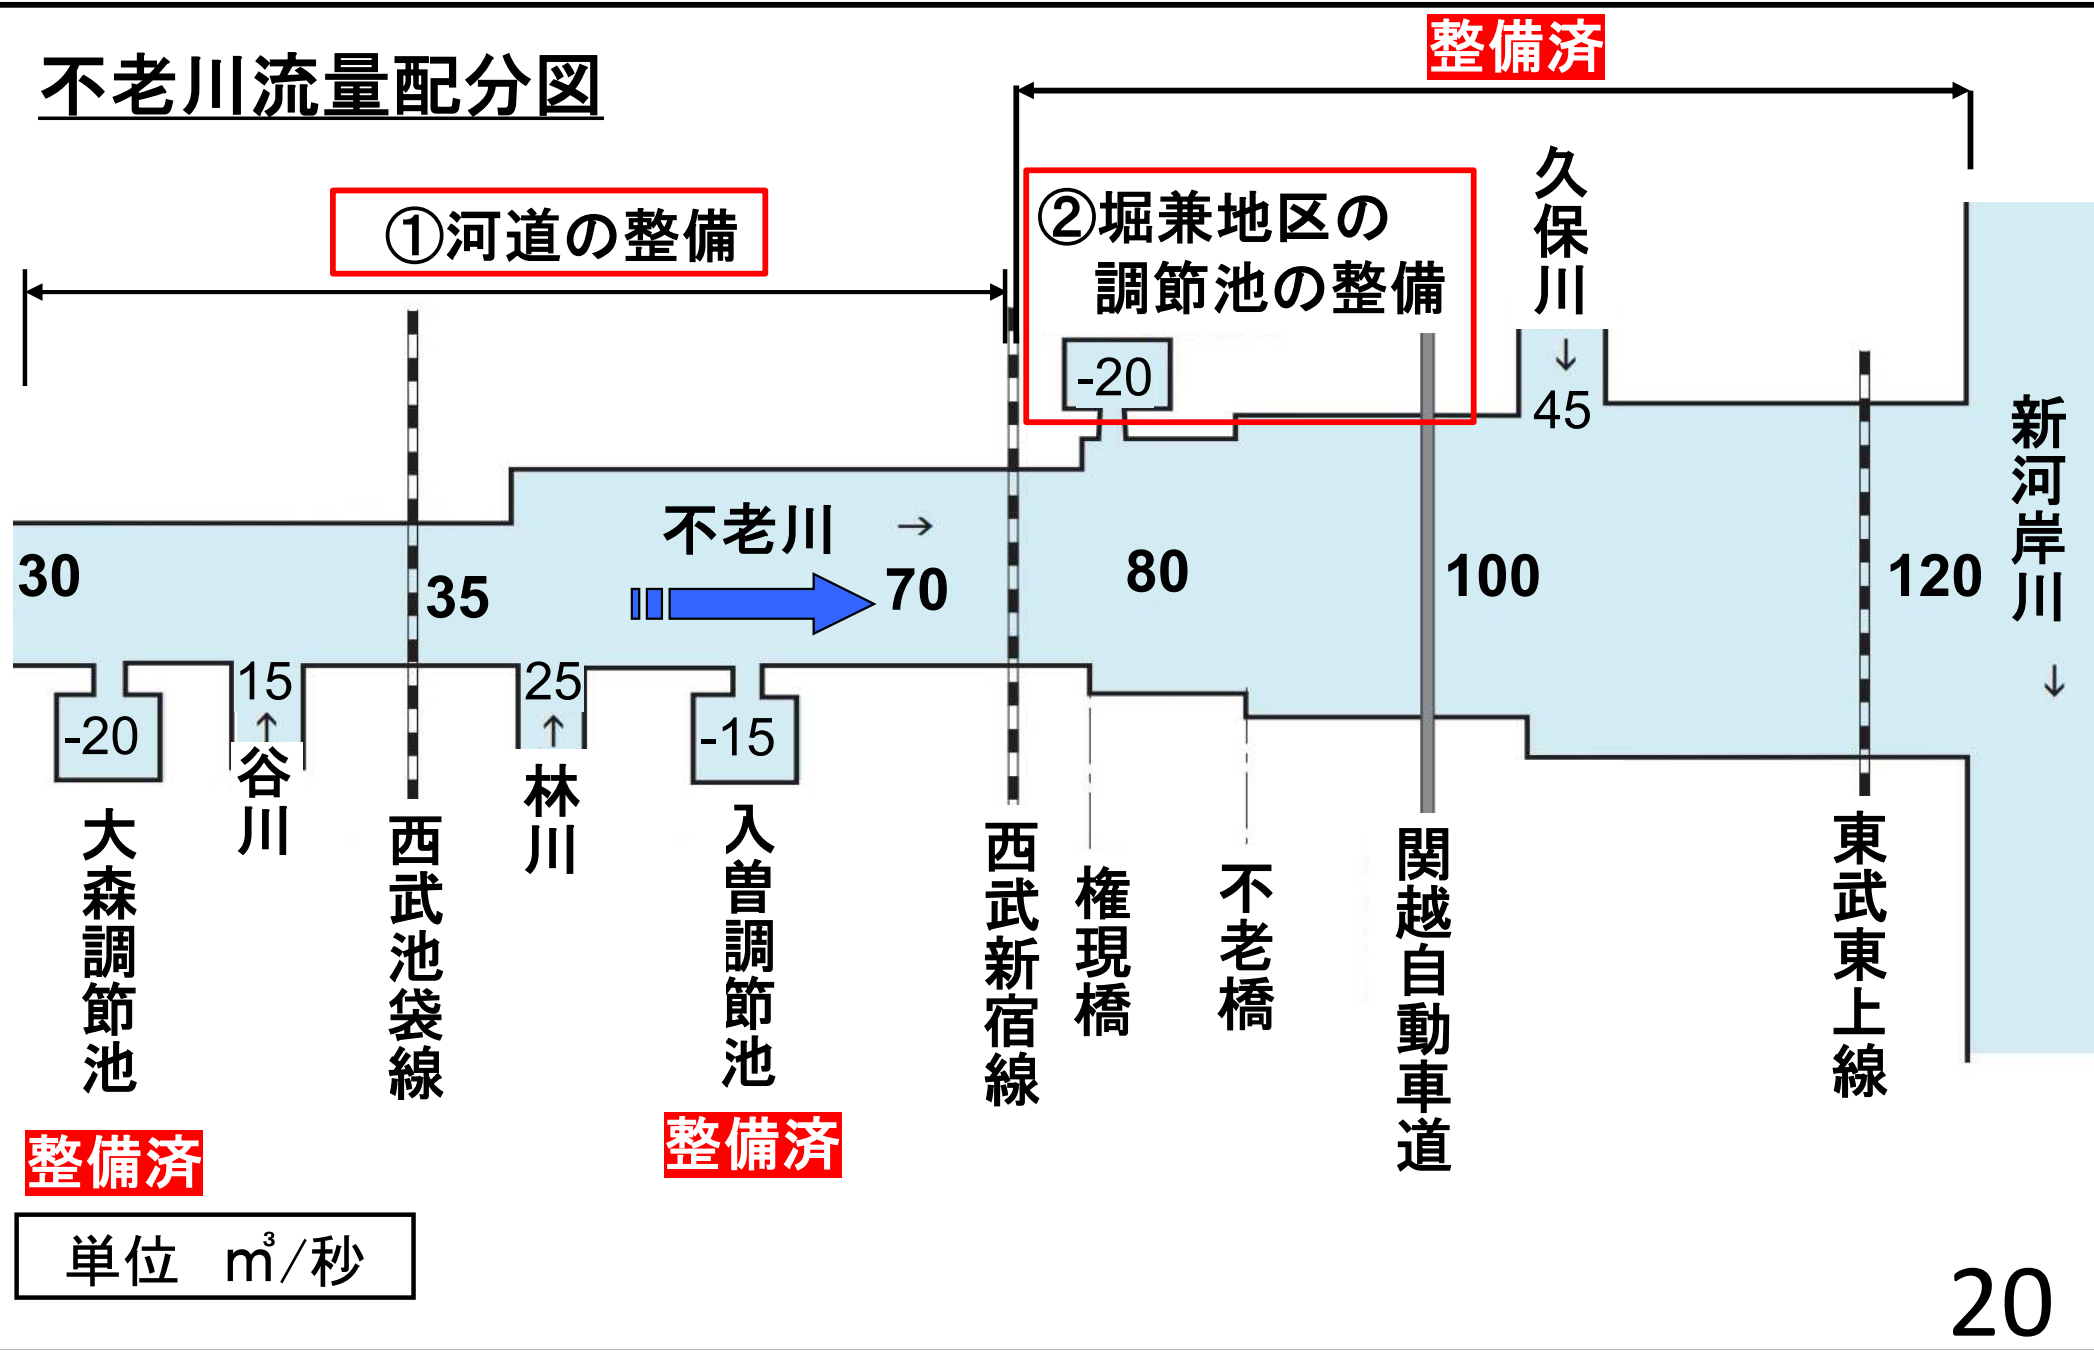 不老川流量配分図
整備済
①河道の整備
②堀兼地区の
調節池の整備
久保川
↓
45
-20
不老川 →
30
35
70
80
100
120
新河岸川
↓
-20
15
↑
谷川
25
↑
林川
-15
大森調節池
整備済
西武池袋線
入曽調節池
整備済
西武新宿線
権現橋
不老橋
関越自動車道
東武東上線
単位 ㎥/秒
20